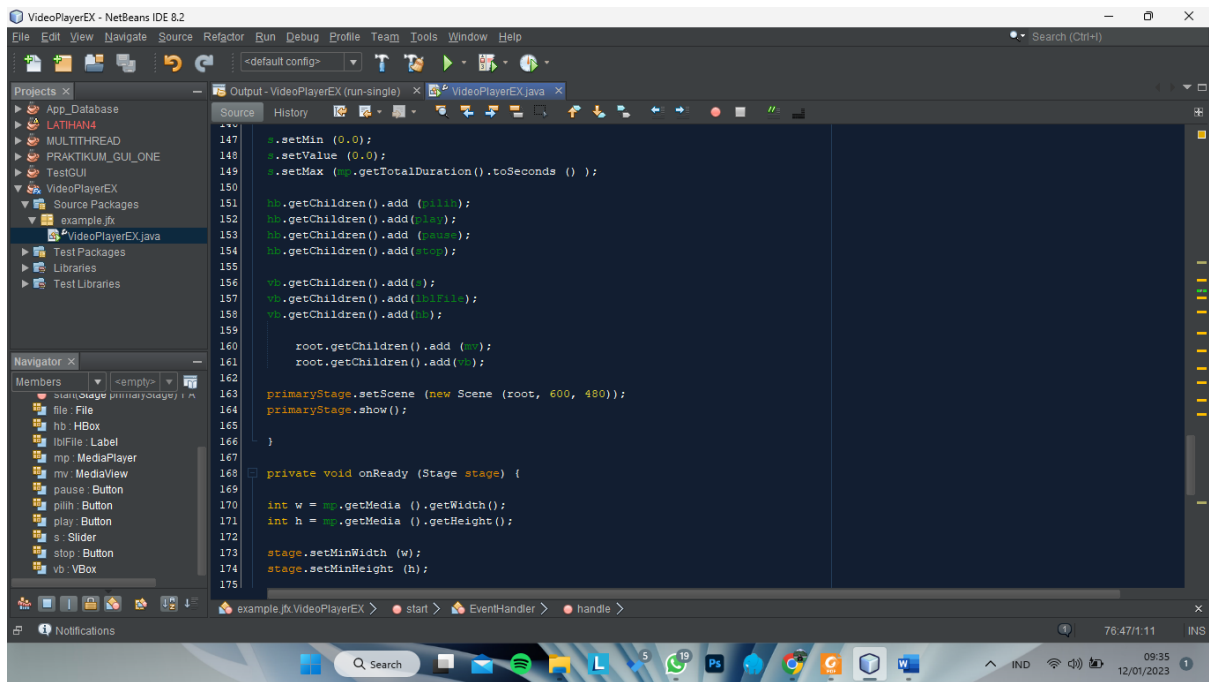 VideoPlayerEX - NetBeans IDE 8.2
File Edit View Navigate Source Refactor Run Debug Profile Team Tools Window Help
Search (Ctrl+I)
<default config>
Projects
App_Database
LATIHAN4
MULTITHREAD
PRAKTIKUM_GUI_ONE
TestGUI
VideoPlayerEX
Source Packages
example.jfx
VideoPlayerEX.java
Test Packages
Libraries
Test Libraries
Navigator
Members <empty>
start(Stage primaryStage)
file : File
hb : HBox
lblFile : Label
mp : MediaPlayer
mv : MediaView
pause : Button
pilih : Button
play : Button
s : Slider
stop : Button
vb : VBox
Output - VideoPlayerEX (run-single) VideoPlayerEX.java
Source History
146
147 s.setMin (0.0);
148 s.setValue (0.0);
149 s.setMax (mp.getTotalDuration().toSeconds () );
150
151 hb.getChildren().add (pilih);
152 hb.getChildren().add(play);
153 hb.getChildren().add (pause);
154 hb.getChildren().add(stop);
155
156 vb.getChildren().add(s);
157 vb.getChildren().add(lblFile);
158 vb.getChildren().add(hb);
159
160 root.getChildren().add (mv);
161 root.getChildren().add(vb);
162
163 primaryStage.setScene (new Scene (root, 600, 480));
164 primaryStage.show();
165
166 }
167
168 private void onReady (Stage stage) {
169
170 int w = mp.getMedia ().getWidth();
171 int h = mp.getMedia ().getHeight();
172
173 stage.setMinWidth (w);
174 stage.setMinHeight (h);
175
example.jfx.VideoPlayerEX start EventHandler handle
Notifications
1 76:47/1:11 INS
Search
L 5 19 Ps W
IND 09:35 1
12/01/2023